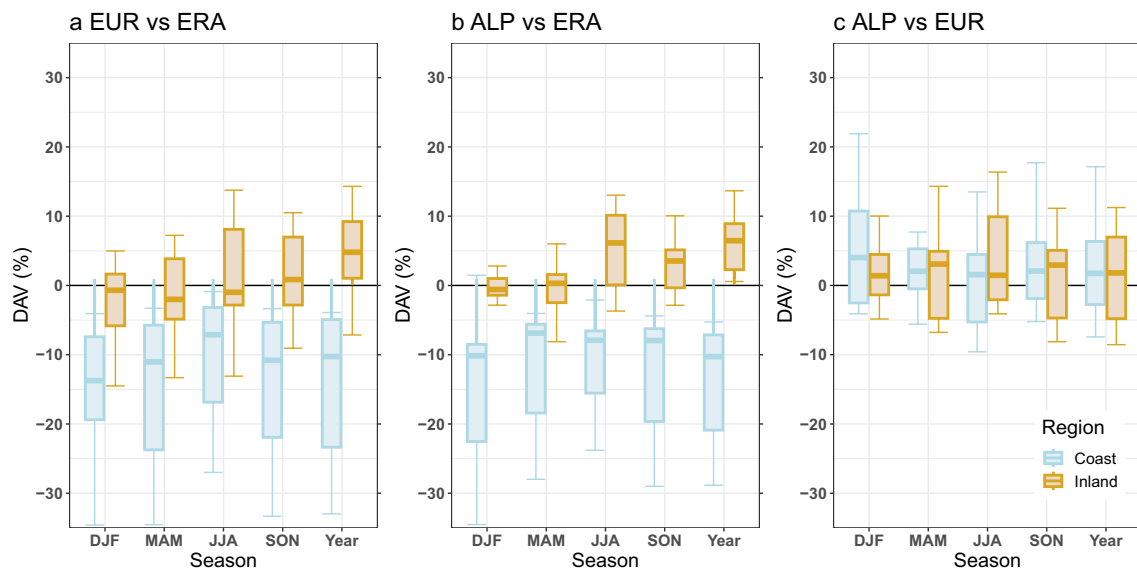 a EUR vs ERA
b ALP vs ERA
c ALP vs EUR
DAV (%)
30
20
10
0
−10
−20
−30
DJF MAM JJA SON Year
Season
DAV (%)
30
20
10
0
−10
−20
−30
DJF MAM JJA SON Year
Season
DAV (%)
30
20
10
0
−10
−20
−30
DJF MAM JJA SON Year
Season
Region
Coast
Inland